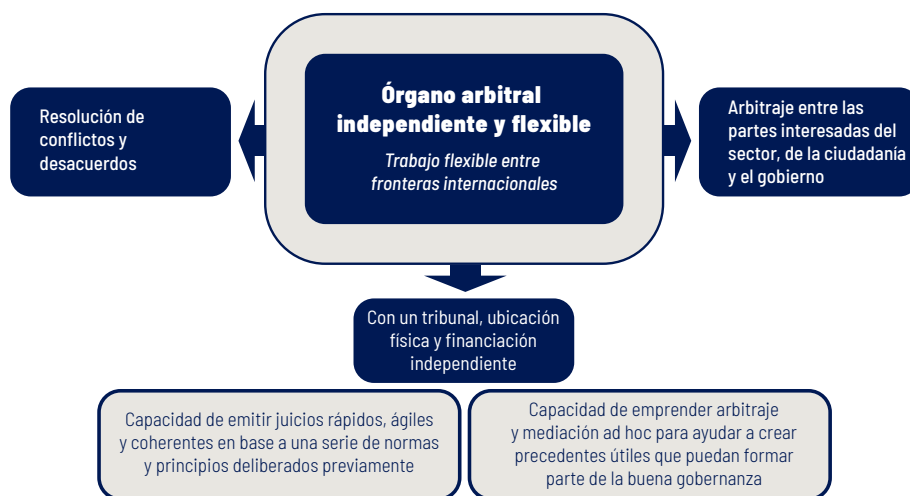 Órgano arbitral
independiente y flexible
Trabajo flexible entre
fronteras internacionales
Resolución de
conflictos y
desacuerdos
Arbitraje entre las
partes interesadas del
sector, de la ciudadanía
y el gobierno
Con un tribunal, ubicación
física y financiación
independiente
Capacidad de emitir juicios rápidos, ágiles
y coherentes en base a una serie de normas
y principios deliberados previamente
Capacidad de emprender arbitraje
y mediación ad hoc para ayudar a crear
precedentes útiles que puedan formar
parte de la buena gobernanza